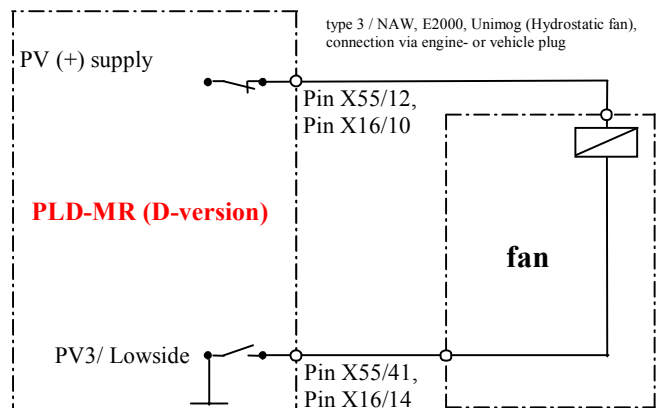 type 3 / NAW, E2000, Unimog (Hydrostatic fan),
connection via engine- or vehicle plug
PV (+) supply
Pin X55/12,
Pin X16/10
PLD-MR (D-version)
fan
PV3/ Lowside
Pin X55/41,
Pin X16/14